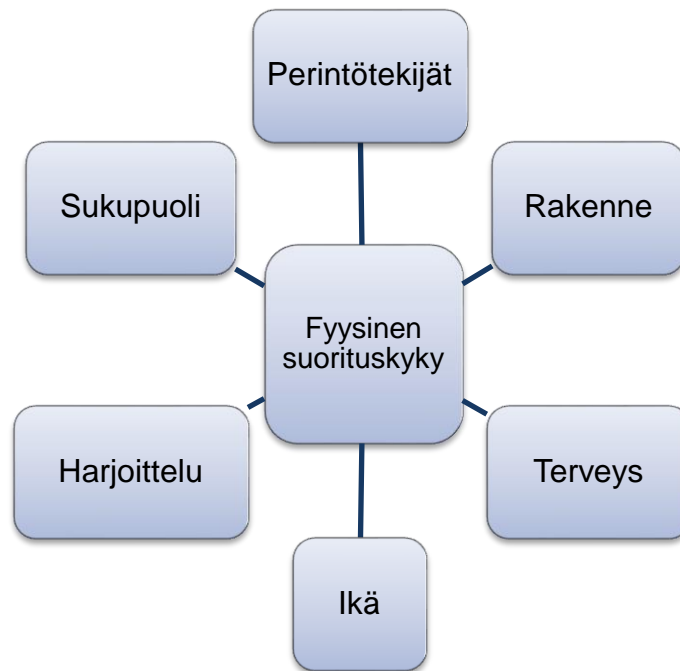 Perintötekijät
Sukupuoli
Rakenne
Fyysinen
suorituskyky
Harjoittelu
Terveys
Ikä